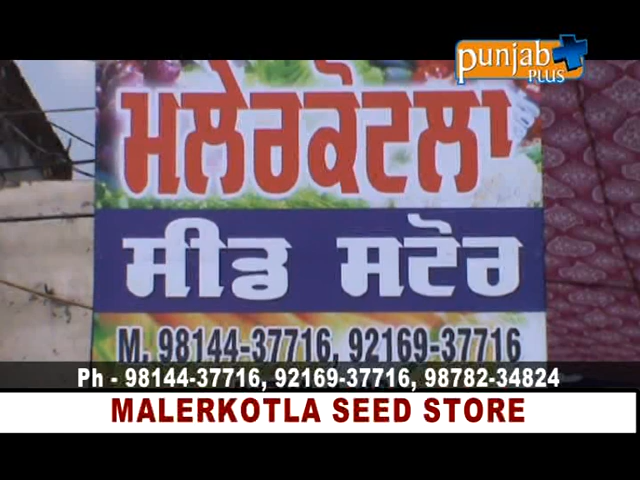 punjab
PLUS
ਮਲੇਰਕੋਟਲਾ
ਸੀਡ ਸਟੋਰ
M. 98144-37716, 92169-37716
Ph - 98144-37716, 92169-37716, 98782-34824
MALERKOTLA SEED STORE